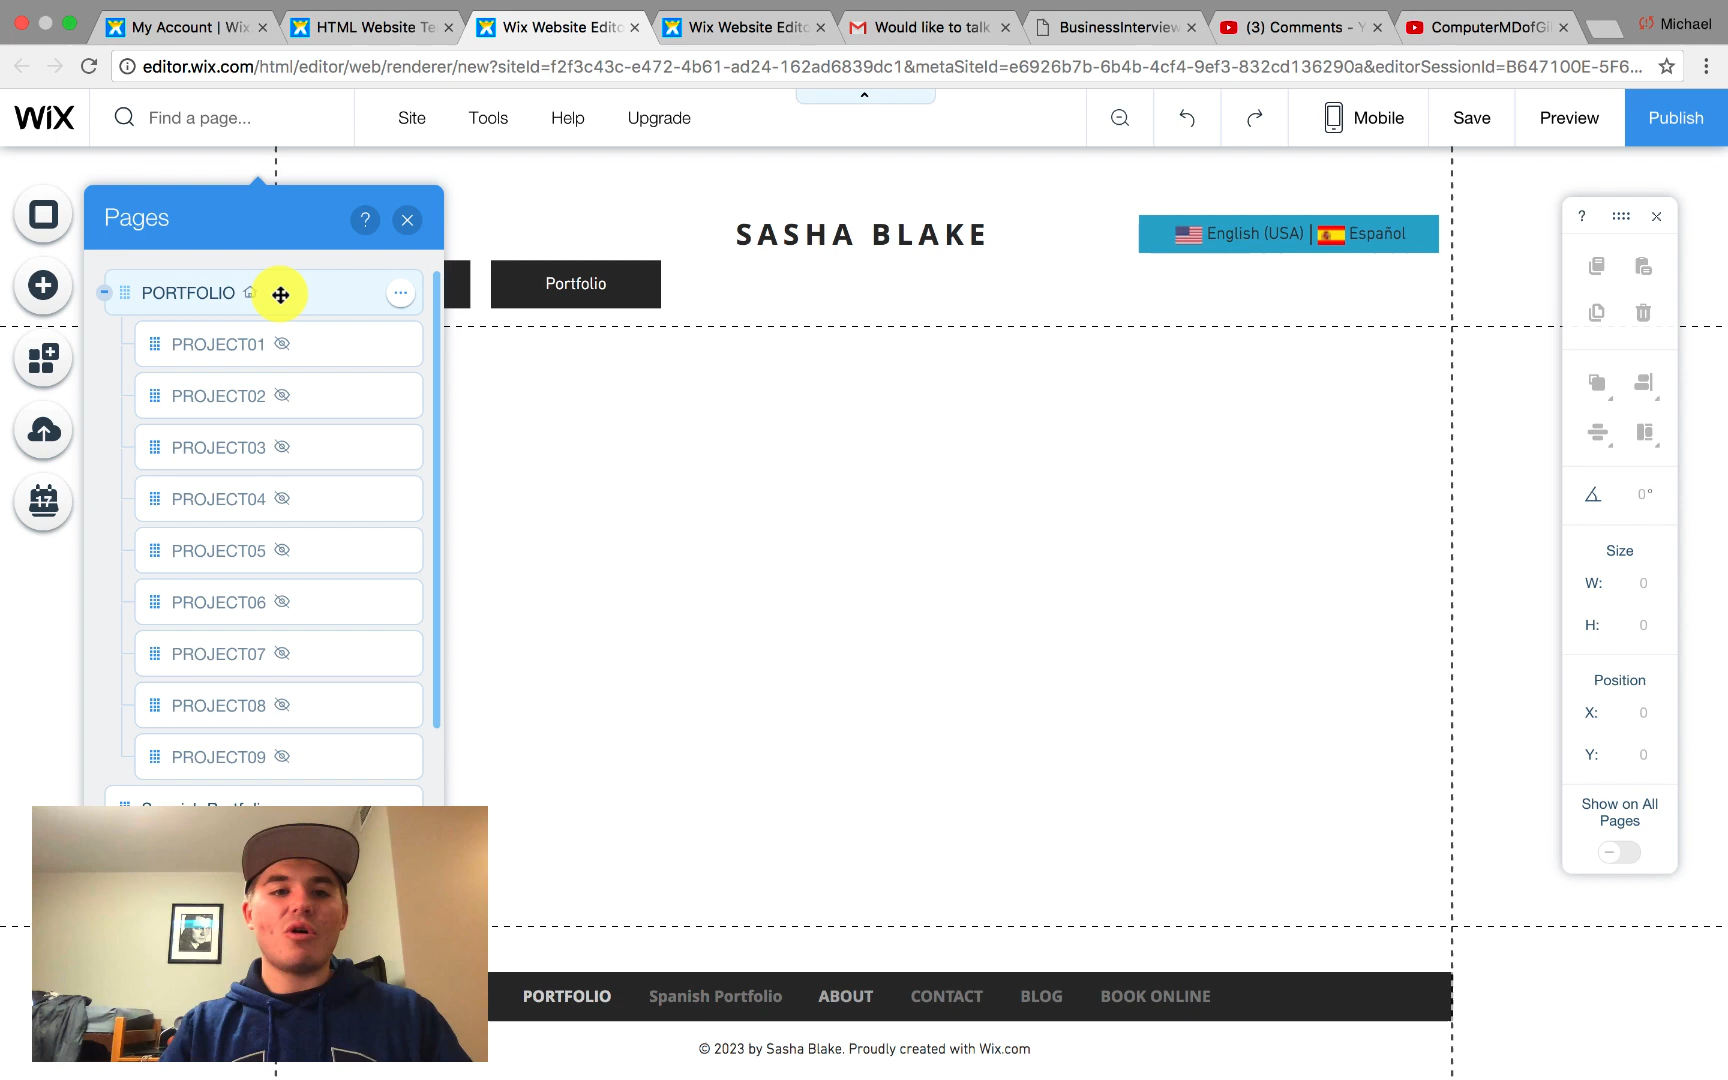 My Account | Wix
HTML Website Te
Wix Website Edito
Wix Website Edito
Would like to talk
BusinessInterview
(3) Comments - Y
ComputerMDofGi
Michael
editor.wix.com/html/editor/web/renderer/new?siteId=f2f3c43c-e472-4b61-ad24-162ad6839dc1&metaSiteId=e6926b7b-6b4b-4cf4-9ef3-832cd136290a&editorSessionId=B647100E-5F6...
WiX
Find a page...
Site
Tools
Help
Upgrade
Mobile
Save
Preview
Publish
Pages
?
PORTFOLIO
PROJECT01
PROJECT02
PROJECT03
PROJECT04
PROJECT05
PROJECT06
PROJECT07
PROJECT08
PROJECT09
17
SASHA BLAKE
English (USA) | Español
Portfolio
?
0°
Size
W: 0
H: 0
Position
X: 0
Y: 0
Show on All
Pages
PORTFOLIO Spanish Portfolio ABOUT CONTACT BLOG BOOK ONLINE
© 2023 by Sasha Blake. Proudly created with Wix.com